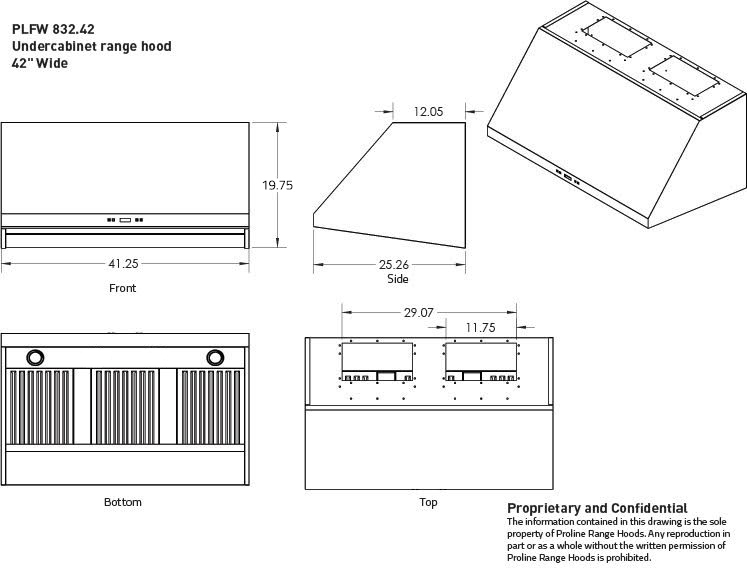 PLFW 832.42
Undercabinet range hood
42" Wide
12.05
19.75
41.25
Front
25.26
Side
29.07
11.75
Bottom
Top
Proprietary and Confidential
The information contained in this drawing is the sole
property of Proline Range Hoods. Any reproduction in
part or as a whole without the written permission of
Proline Range Hoods is prohibited.